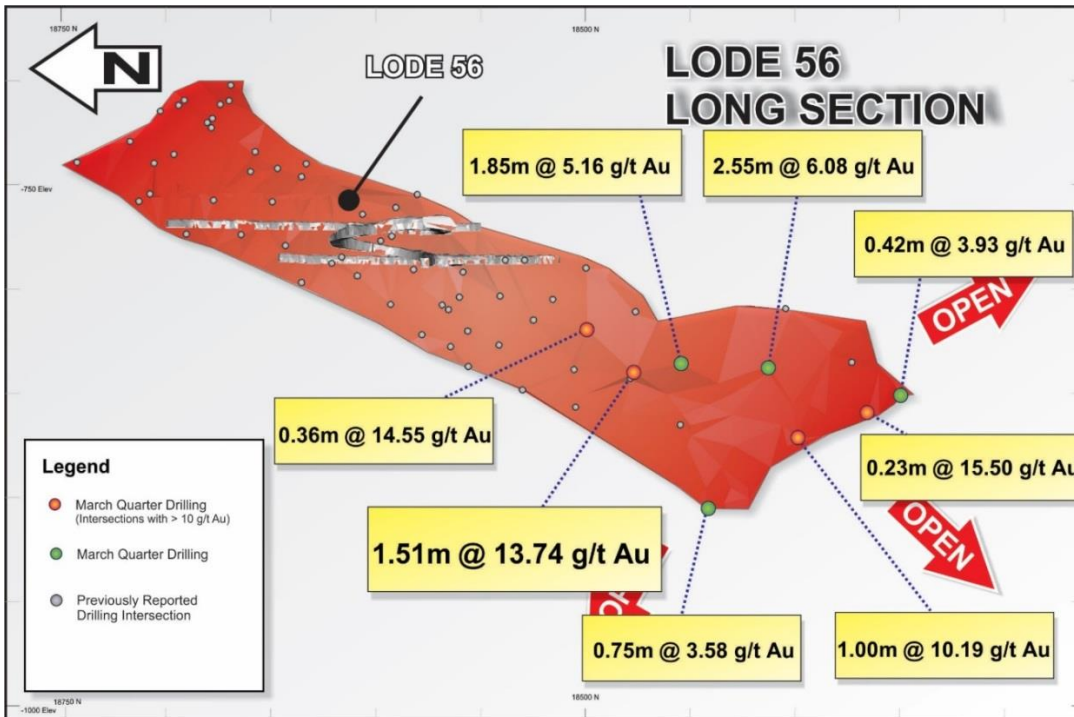 18750 N
18500 N
N
LODE 56
LODE 56
LONG SECTION
1.85m @ 5.16 g/t Au
2.55m @ 6.08 g/t Au
-750 Elev
0.42m @ 3.93 g/t Au
OPEN
0.36m @ 14.55 g/t Au
0.23m @ 15.50 g/t Au
Legend
March Quarter Drilling
(Intersections with > 10 g/t Au)
March Quarter Drilling
Previously Reported
Drilling Intersection
1.51m @ 13.74 g/t Au
OPEN
0.75m @ 3.58 g/t Au
1.00m @ 10.19 g/t Au
18750 N
18500 N
-1000 Elev